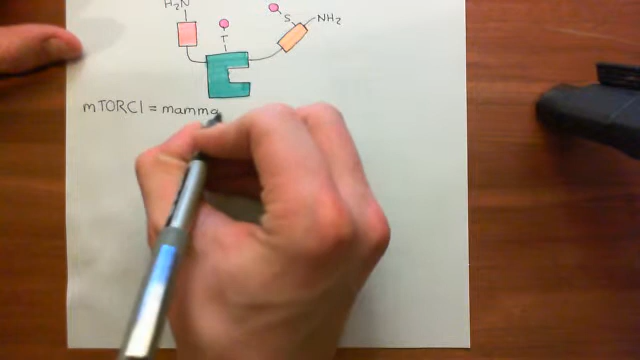 H₂N
S NH₂
T
mTORC1 = mamma